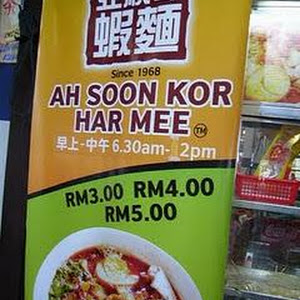 蝦麵
Since 1968
AH SOON KOR
HAR MEE TM
早上-中午 6.30am- 2pm
RM3.00 RM4.00
RM5.00